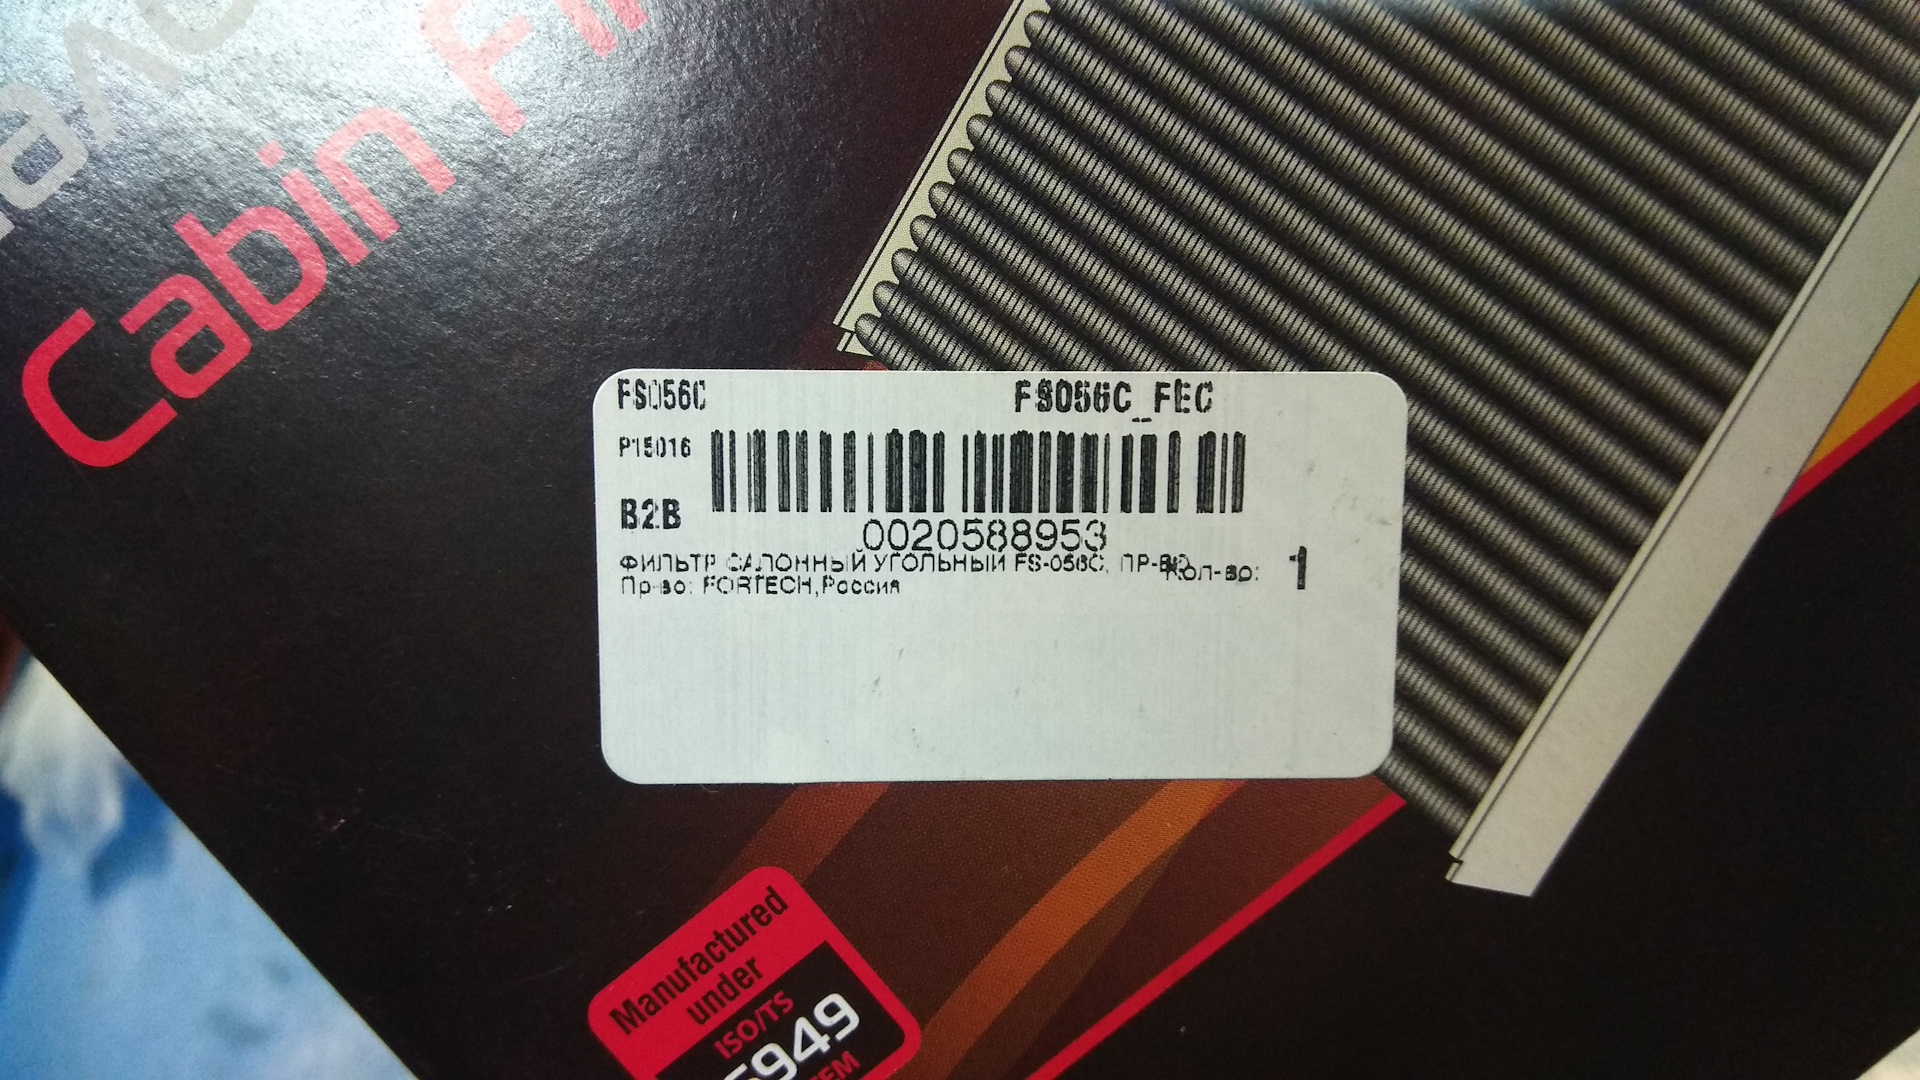 Cabin Fi
FS056C FS056C_FEC
P15016
B2B
0020588953
ФИЛЬТР САЛОННЫЙ УГОЛЬНЫЙ FS-056C, ПР-ВО
Кол-во: 1
Пр-во: FORTECH,Россия
Manufactured
under
ISO/TS
5949